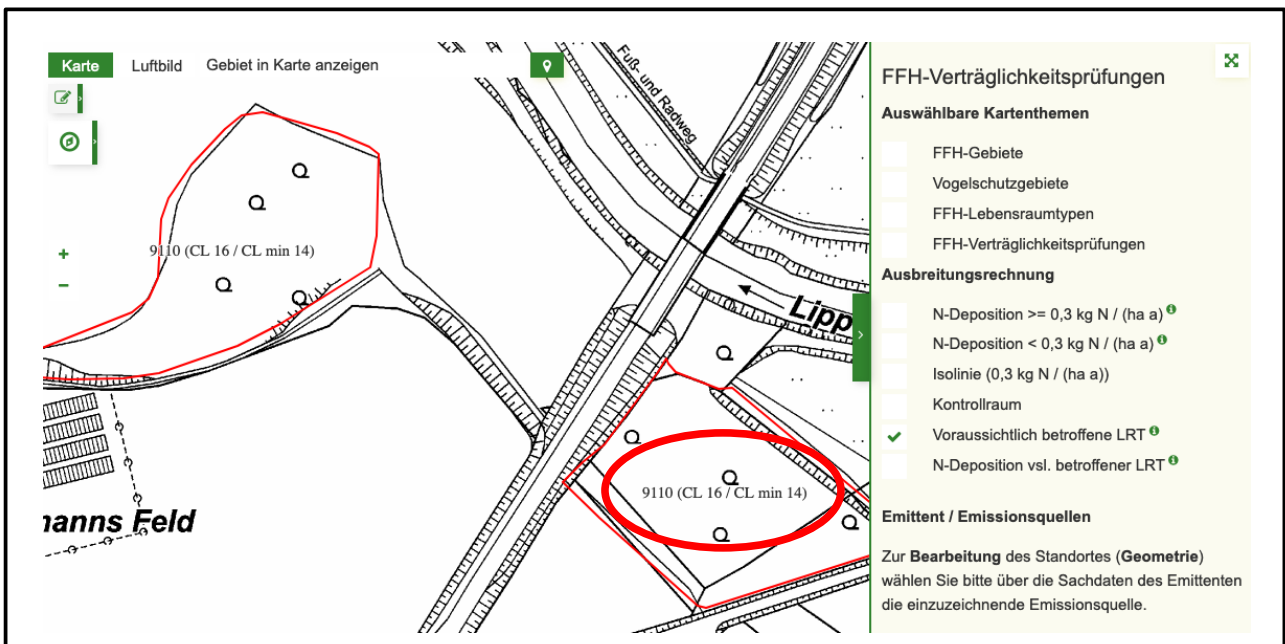 Karte Luftbild Gebiet in Karte anzeigen
Fuß- und Radweg
9110 (CL 16 / CL min 14)
Lipp
9110 (CL 16 / CL min 14)
nanns Feld
FFH-Verträglichkeitsprüfungen
Auswählbare Kartenthemen
FFH-Gebiete
Vogelschutzgebiete
FFH-Lebensraumtypen
FFH-Verträglichkeitsprüfungen
Ausbreitungsrechnung
N-Deposition >= 0,3 kg N / (ha a)
N-Deposition < 0,3 kg N / (ha a)
Isolinie (0,3 kg N / (ha a))
Kontrollraum
Voraussichtlich betroffene LRT
N-Deposition vsl. betroffener LRT
Emittent / Emissionsquellen
Zur Bearbeitung des Standortes (Geometrie)
wählen Sie bitte über die Sachdaten des Emittenten
die einzuzeichnende Emissionsquelle.